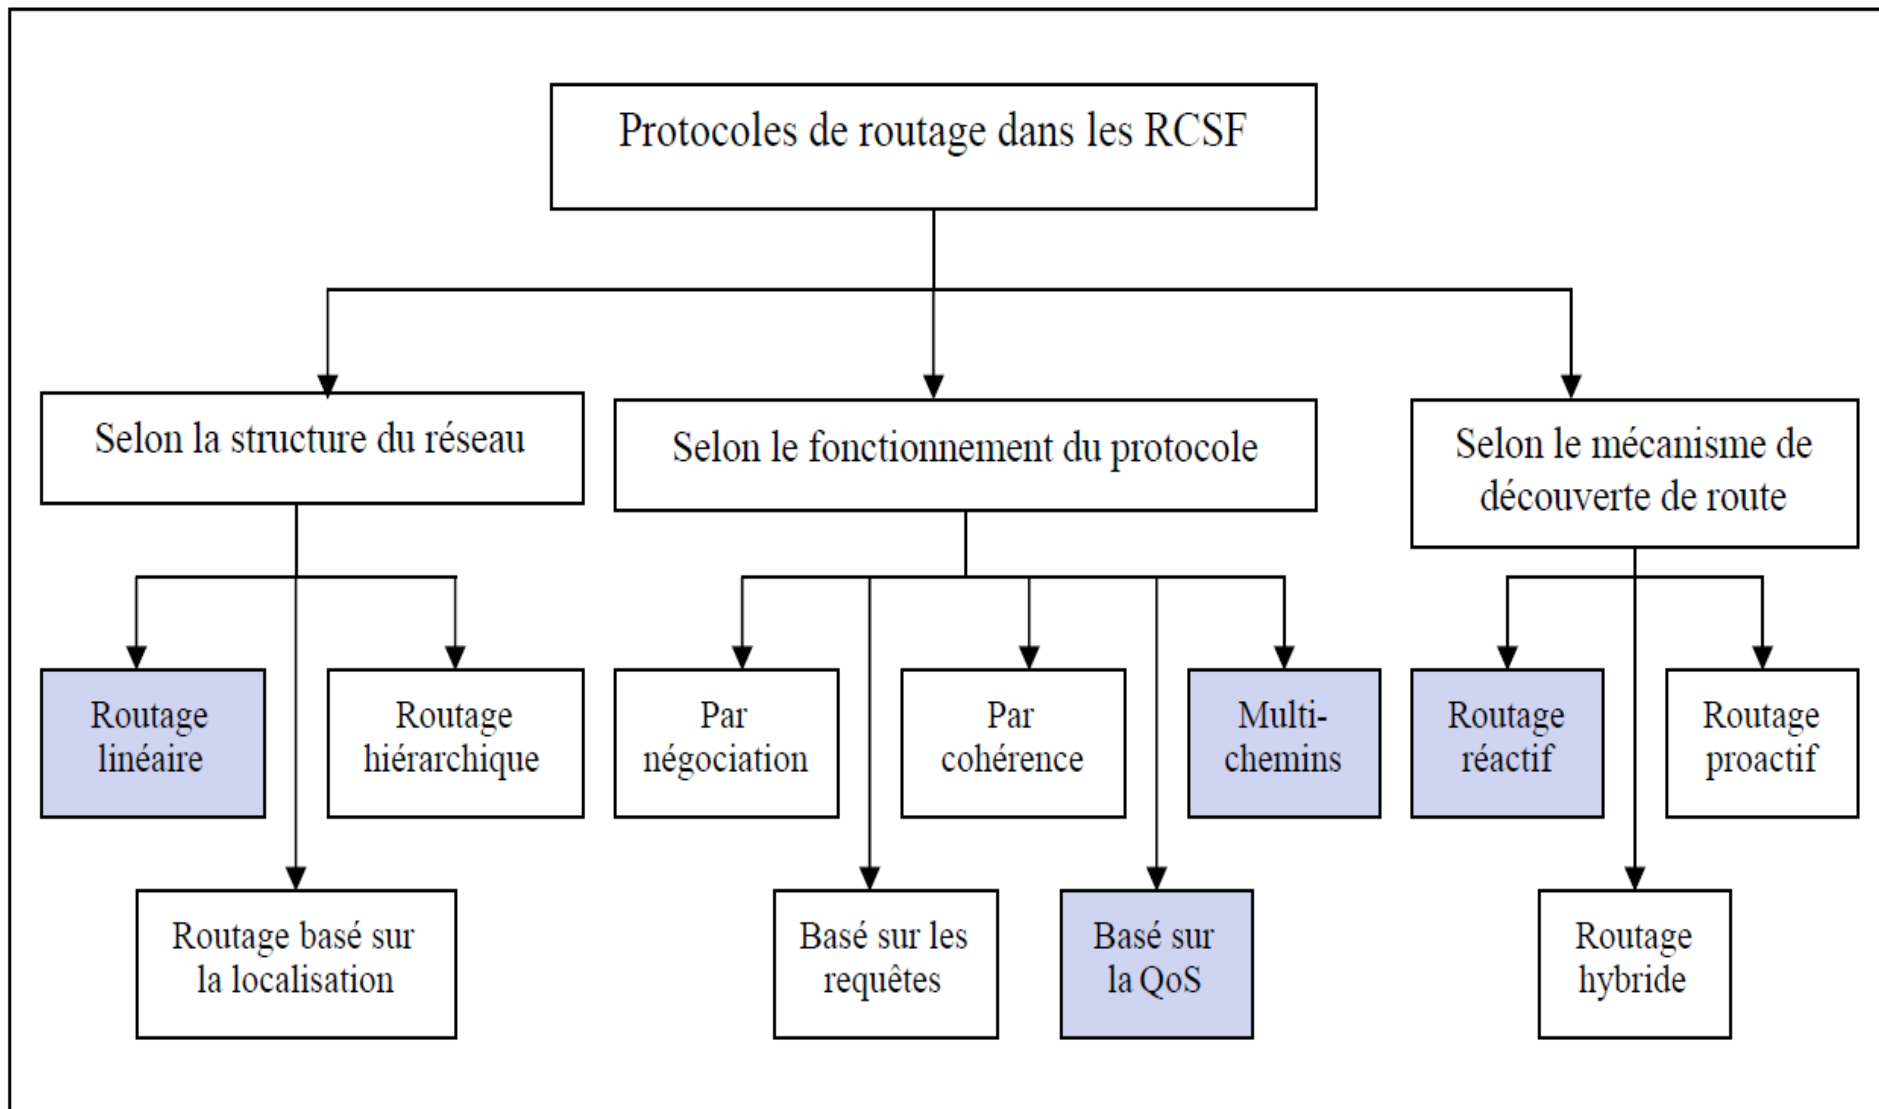 Protocoles de routage dans les RCSF
Selon la structure du réseau
Selon le fonctionnement du protocole
Selon le mécanisme de
découverte de route
Routage
linéaire
Routage
hiérarchique
Par
négociation
Par
cohérence
Multi-
chemins
Routage
réactif
Routage
proactif
Routage basé sur
la localisation
Basé sur les
requêtes
Basé sur
la QoS
Routage
hybride